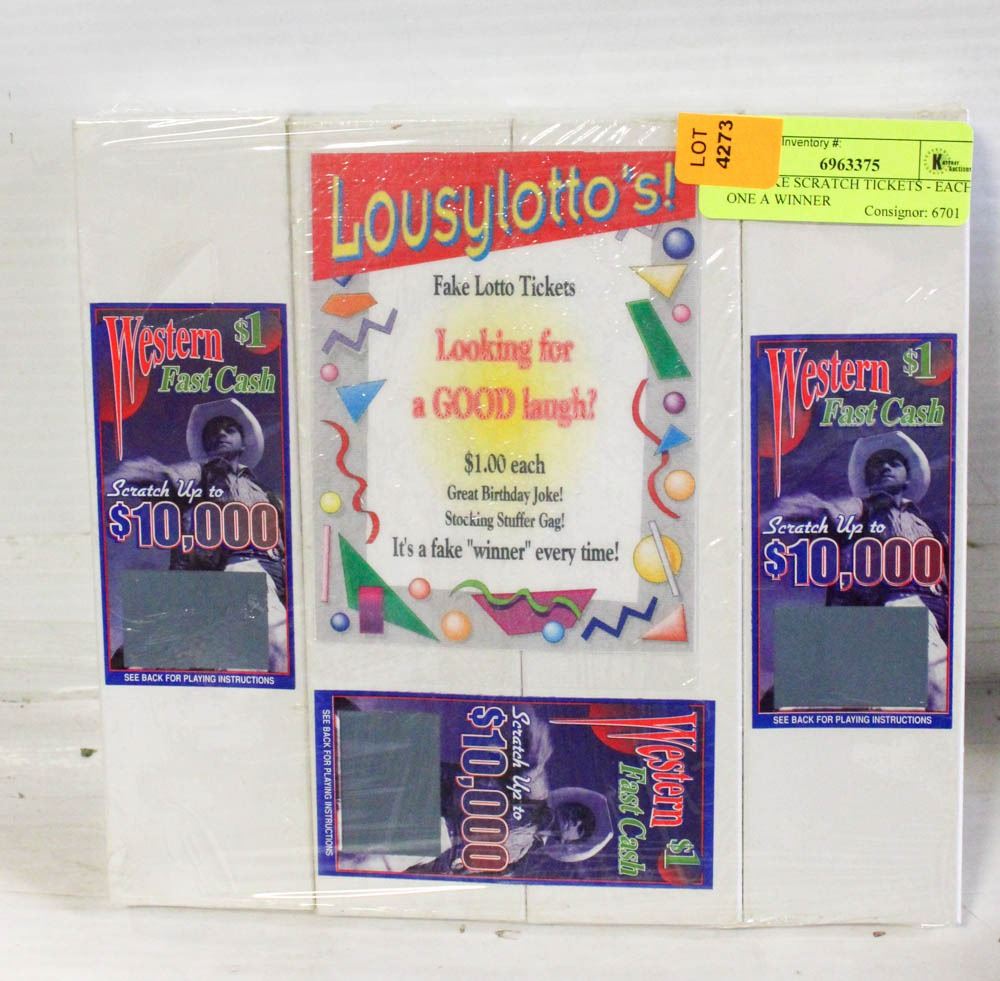 LOT
4273
Inventory #:
6963375
SCRATCH TICKETS - EACH
ONE A WINNER
Consignor: 6701
Lousylotto's!
Fake Lotto Tickets
Looking for
a GOOD laugh?
$1.00 each
Great Birthday Joke!
Stocking Stuffer Gag!
It's a fake "winner" every time!
Western $1
Fast Cash
Scratch Up to
$10,000
SEE BACK FOR PLAYING INSTRUCTIONS
Western $1
Fast Cash
Scratch Up to
$10,000
SEE BACK FOR PLAYING INSTRUCTIONS
Western $1
Fast Cash
Scratch Up to
$10,000
SEE BACK FOR PLAYING INSTRUCTIONS